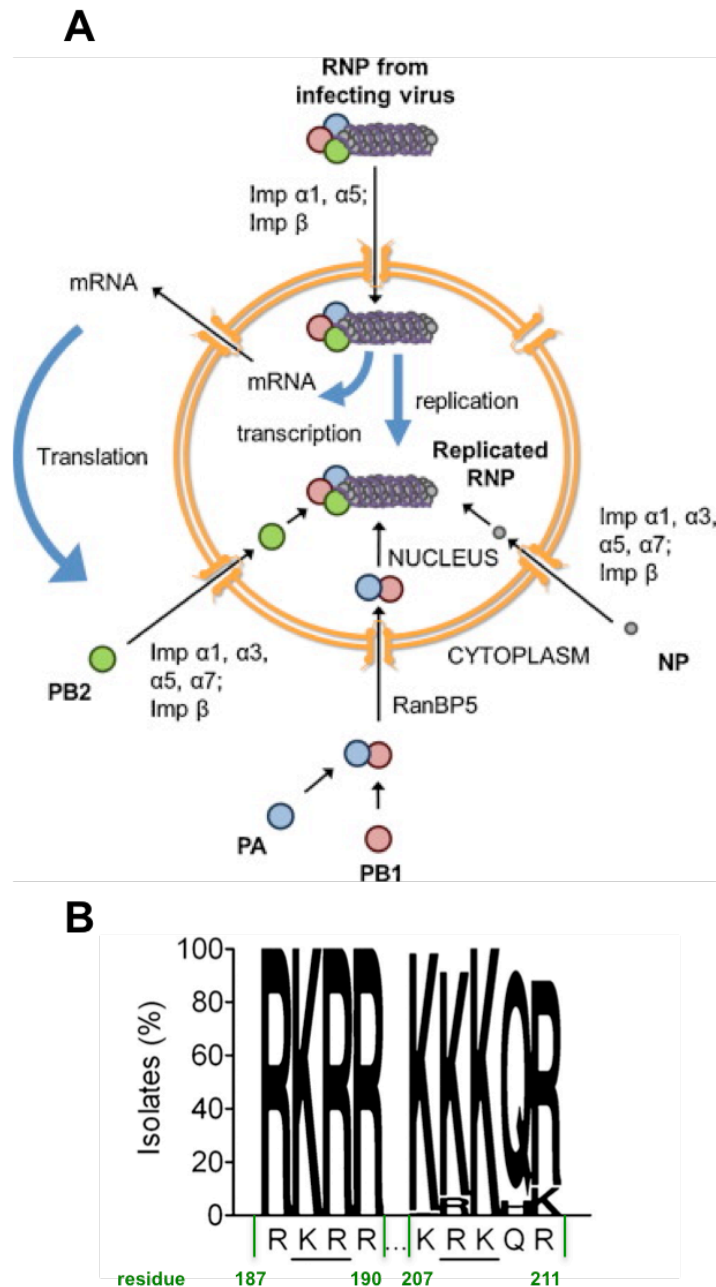 A
RNP from
infecting virus
Imp α1, α5;
Imp β
mRNA
mRNA
transcription
replication
Translation
Replicated
RNP
Imp α1, α3,
α5, α7;
Imp β
NUCLEUS
CYTOPLASM
NP
PB2
Imp α1, α3,
α5, α7;
Imp β
RanBP5
PA
PB1
B
Isolates (%)
100
80
60
40
20
0
R K R R K K K Q R
R H K
R K R R ... K R K Q R
residue 187 190 207 211